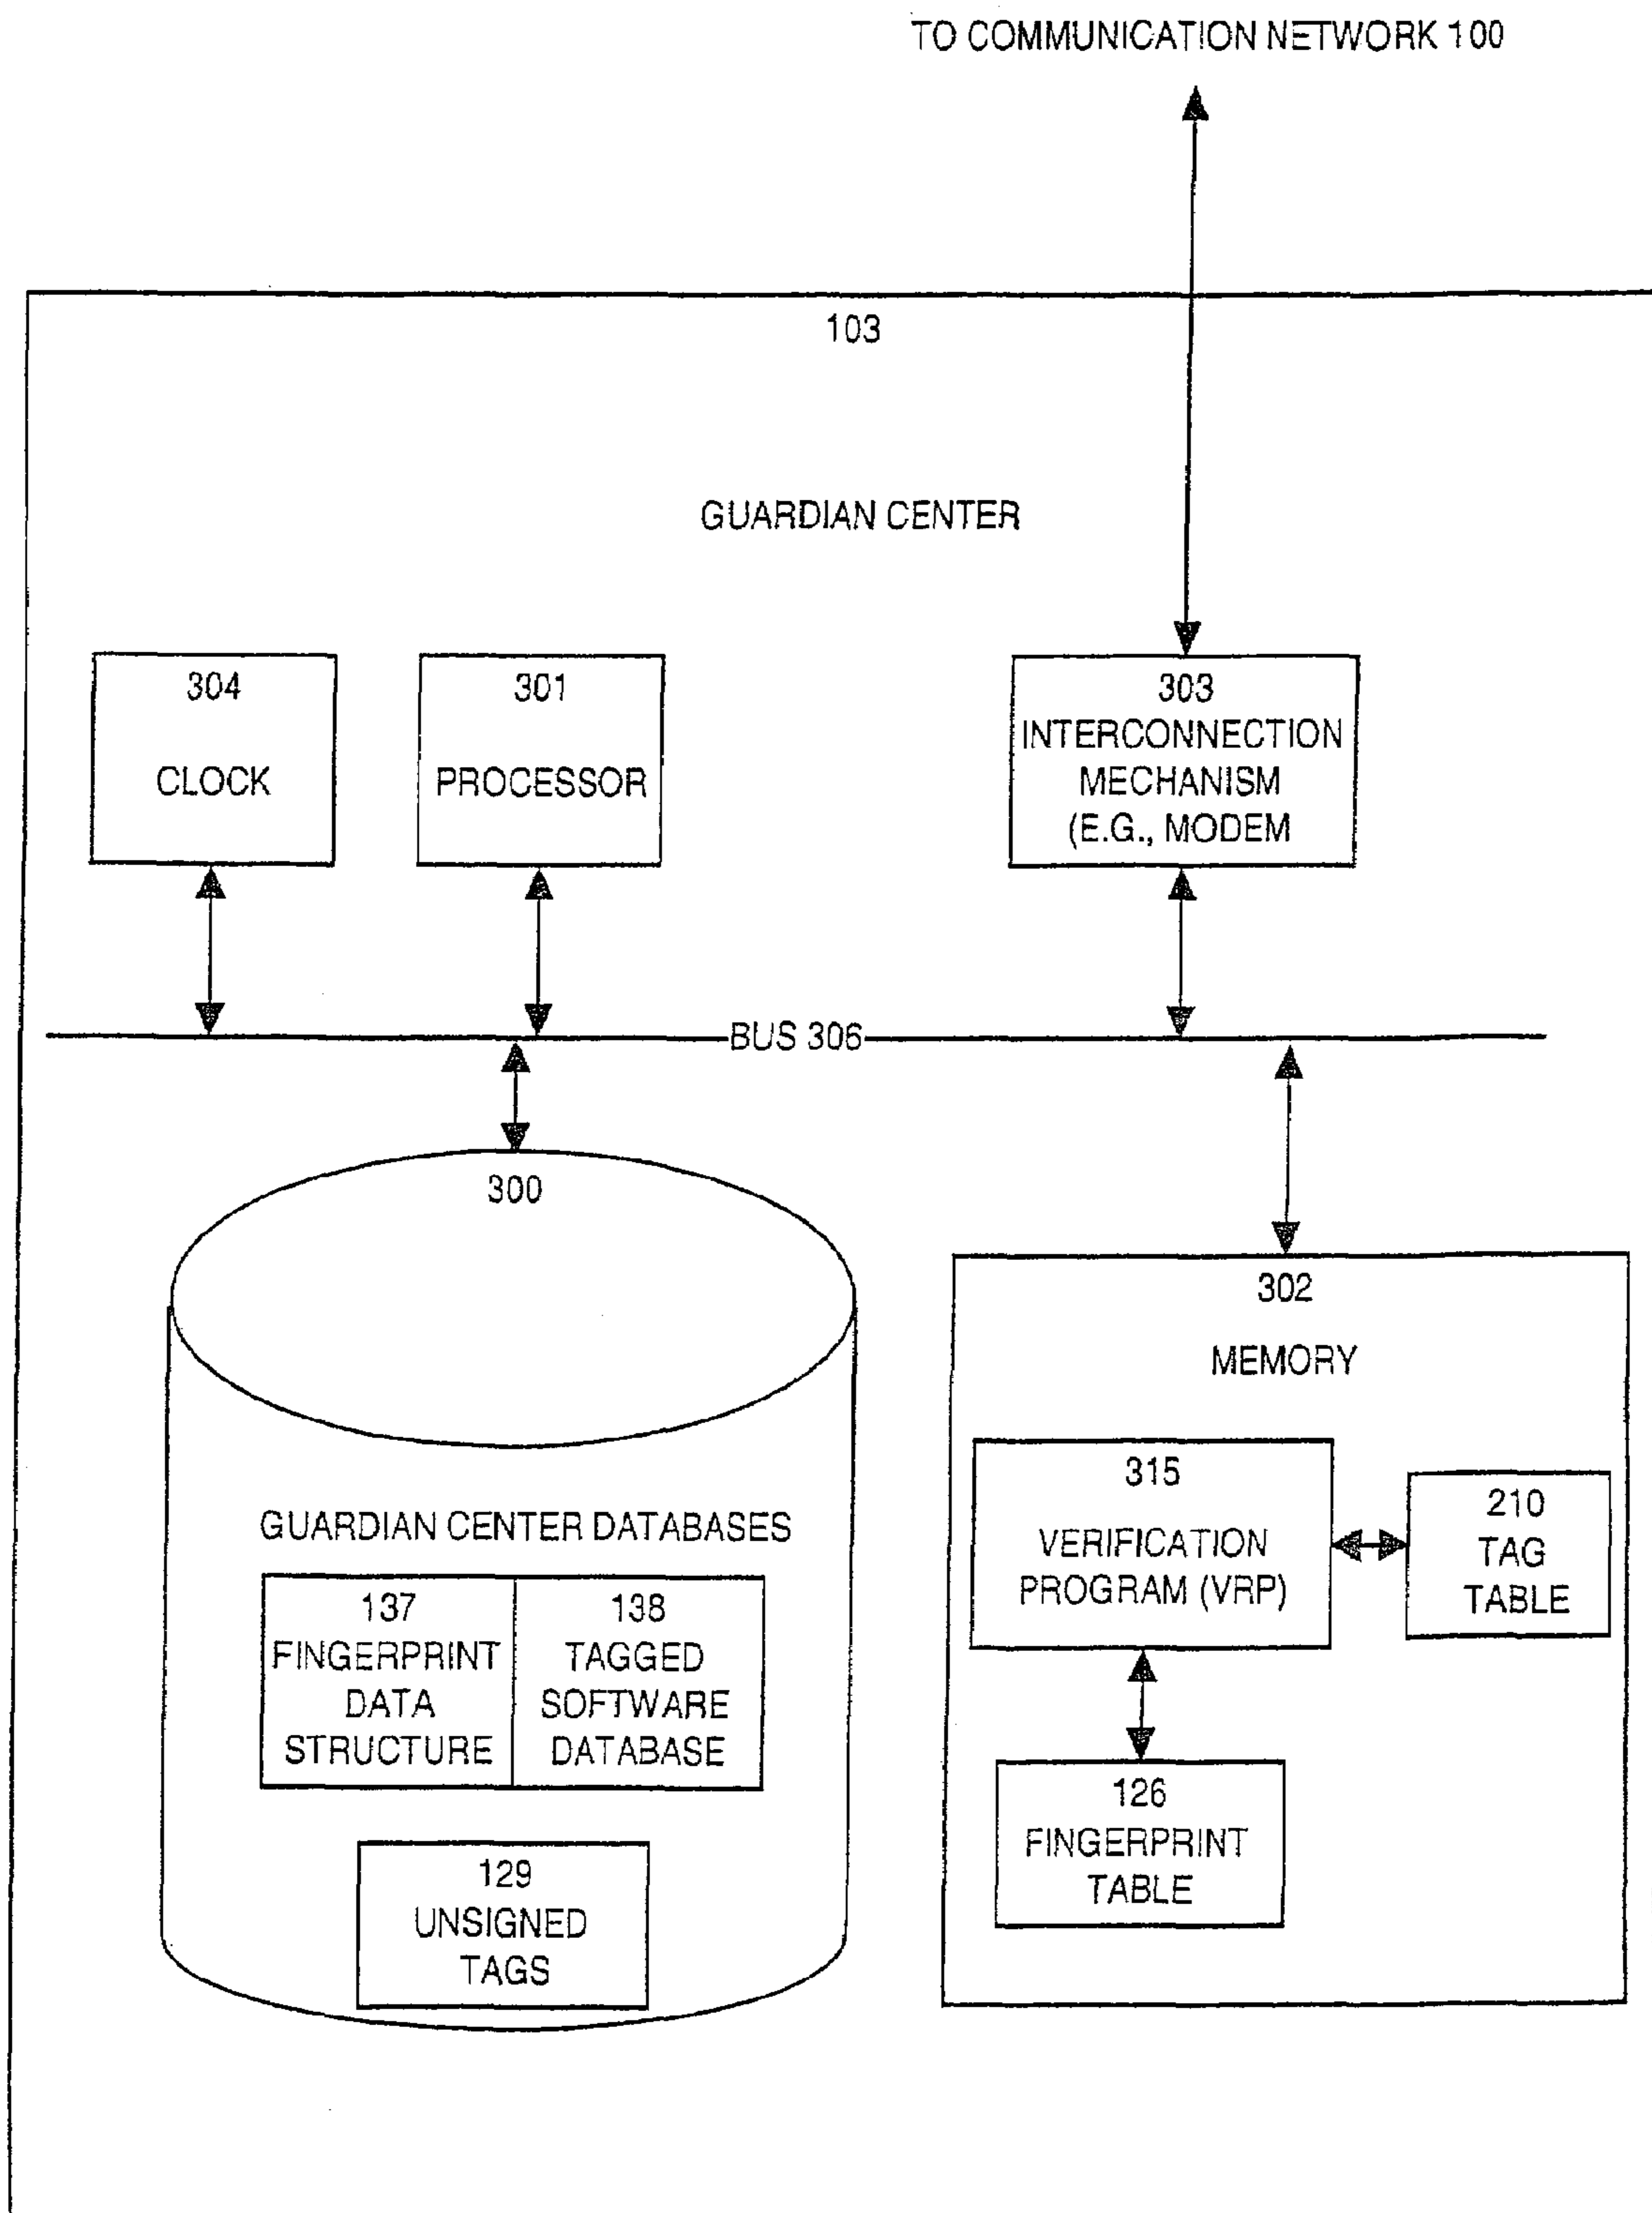 TO COMMUNICATION NETWORK 100
103
GUARDIAN CENTER
304
CLOCK
301
PROCESSOR
303
INTERCONNECTION
MECHANISM
(E.G., MODEM
BUS 306
300
GUARDIAN CENTER DATABASES
137
FINGERPRINT
DATA
STRUCTURE
138
TAGGED
SOFTWARE
DATABASE
129
UNSIGNED
TAGS
302
MEMORY
315
VERIFICATION
PROGRAM (VRP)
210
TAG
TABLE
126
FINGERPRINT
TABLE